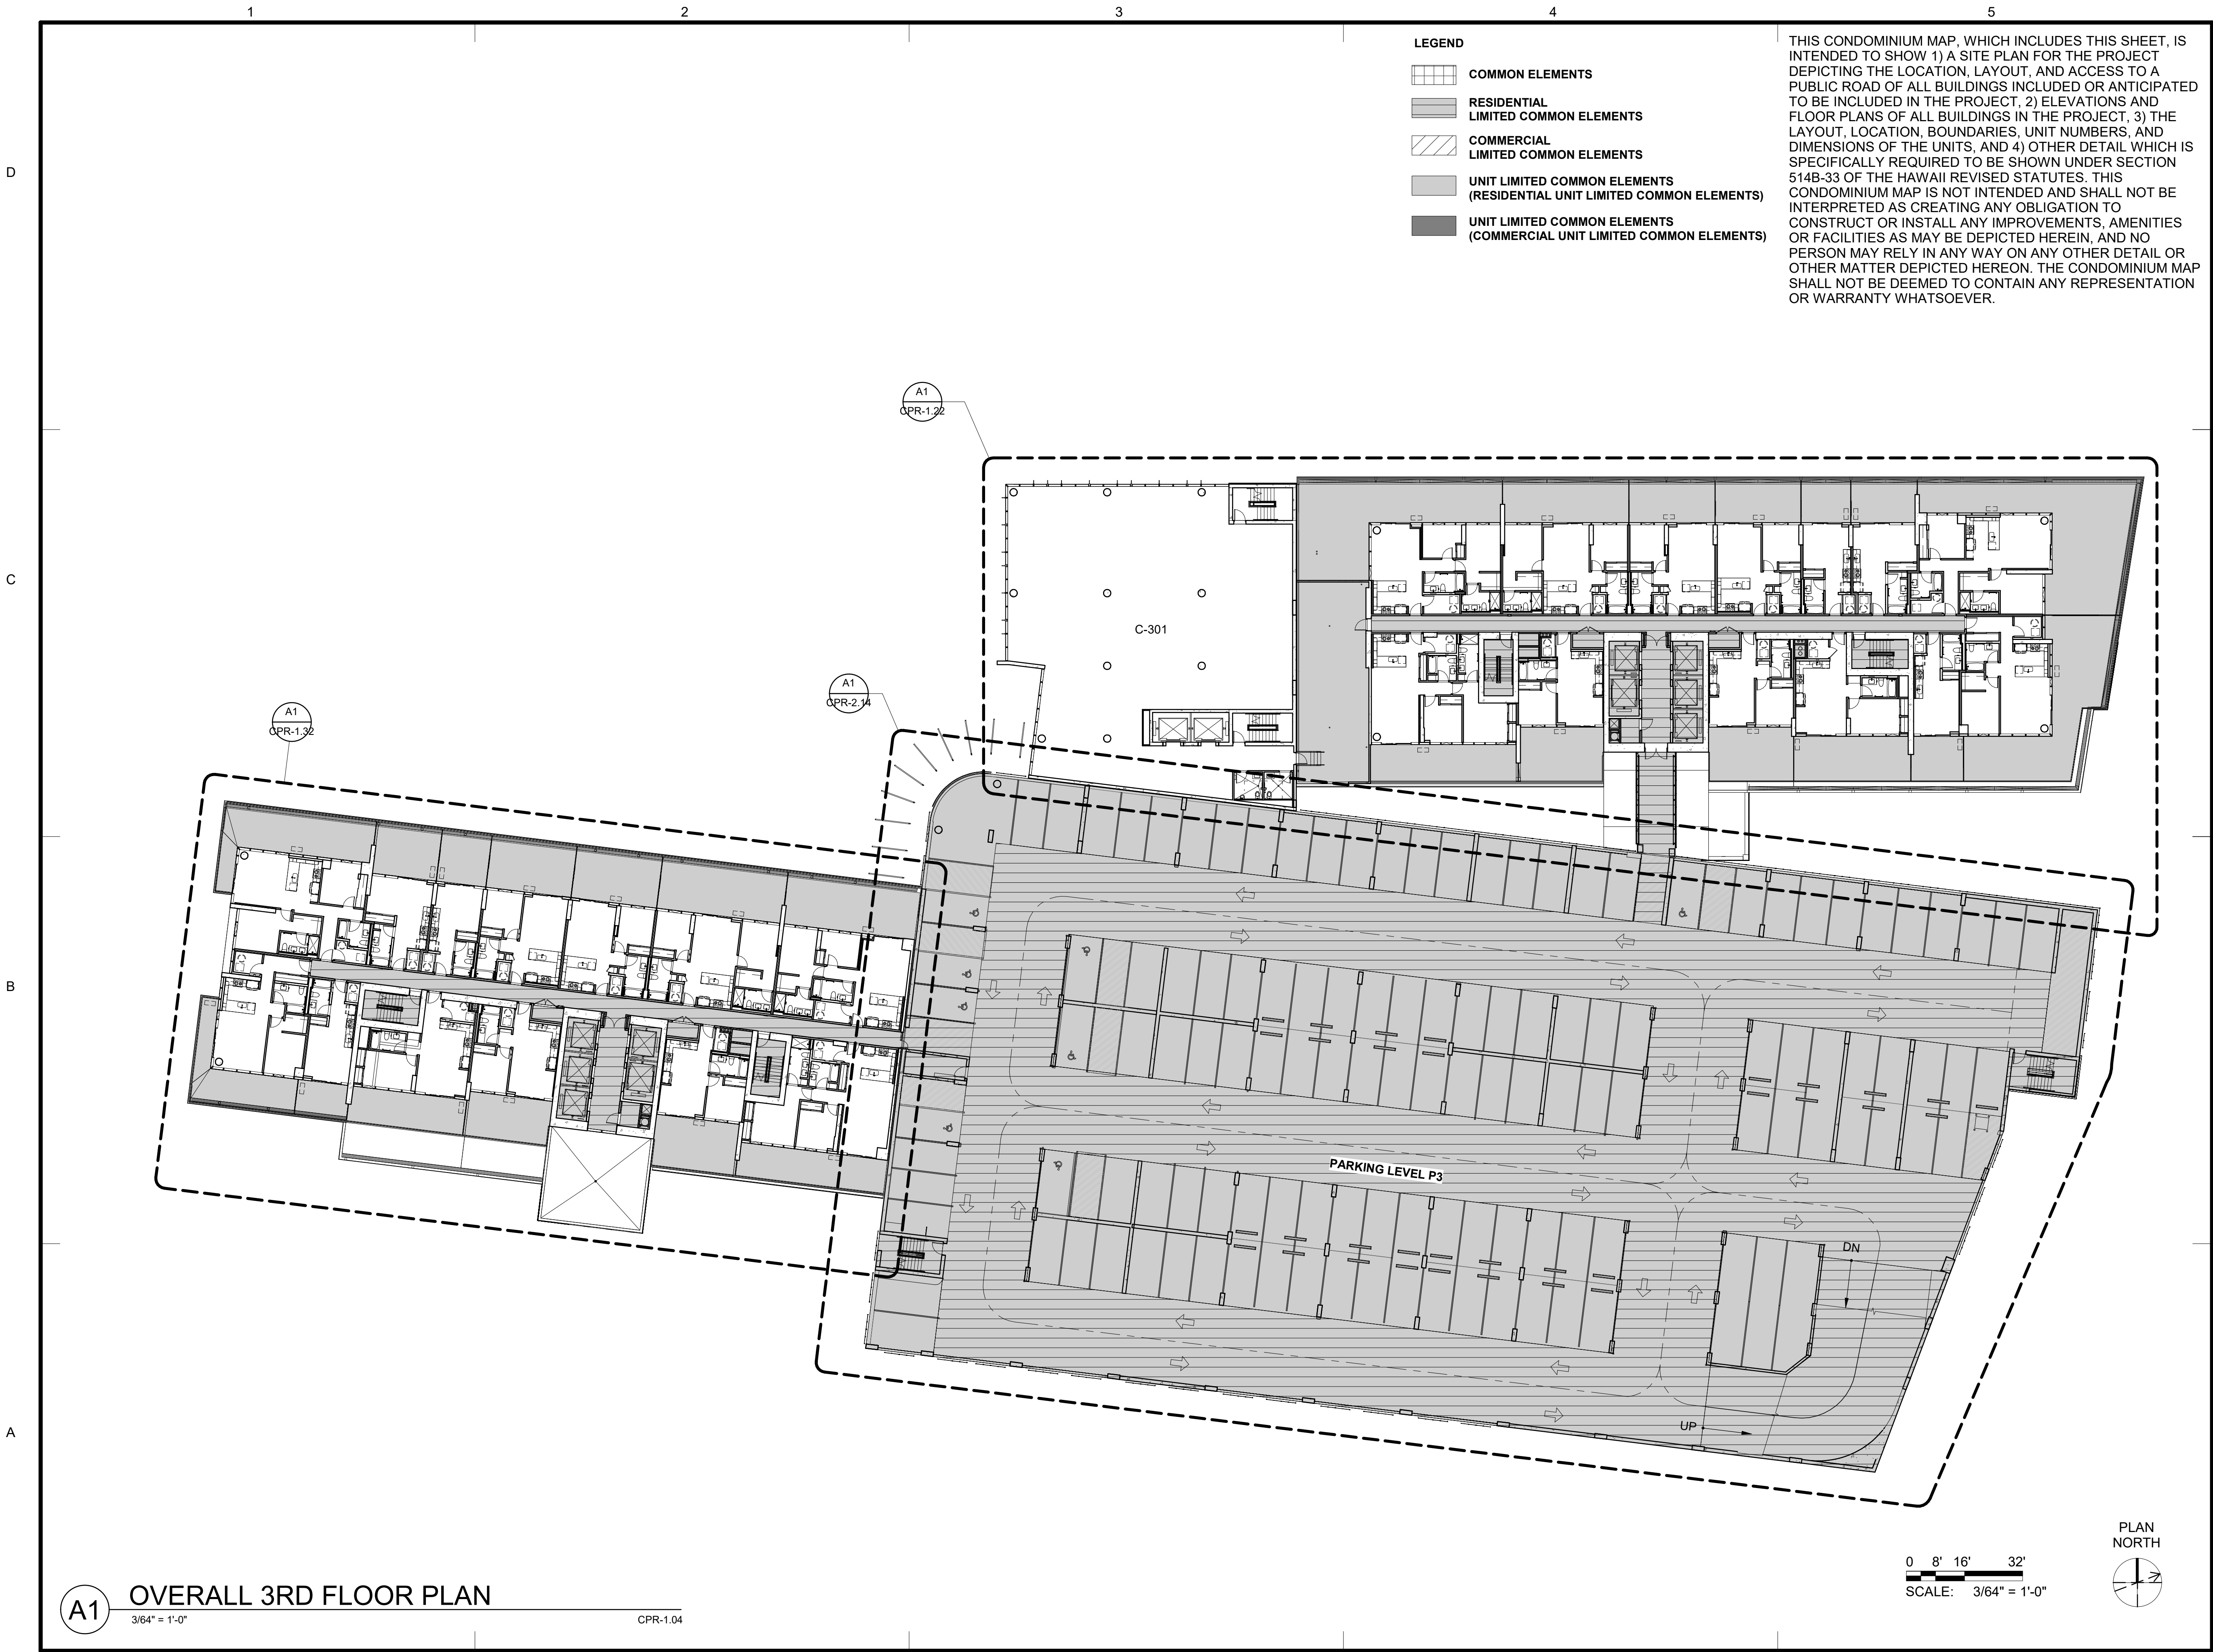 1 2 3 4 5
D
C
B
A
LEGEND
COMMON ELEMENTS
RESIDENTIAL
LIMITED COMMON ELEMENTS
COMMERCIAL
LIMITED COMMON ELEMENTS
UNIT LIMITED COMMON ELEMENTS
(RESIDENTIAL UNIT LIMITED COMMON ELEMENTS)
UNIT LIMITED COMMON ELEMENTS
(COMMERCIAL UNIT LIMITED COMMON ELEMENTS)
THIS CONDOMINIUM MAP, WHICH INCLUDES THIS SHEET, IS
INTENDED TO SHOW 1) A SITE PLAN FOR THE PROJECT
DEPICTING THE LOCATION, LAYOUT, AND ACCESS TO A
PUBLIC ROAD OF ALL BUILDINGS INCLUDED OR ANTICIPATED
TO BE INCLUDED IN THE PROJECT, 2) ELEVATIONS AND
FLOOR PLANS OF ALL BUILDINGS IN THE PROJECT, 3) THE
LAYOUT, LOCATION, BOUNDARIES, UNIT NUMBERS, AND
DIMENSIONS OF THE UNITS, AND 4) OTHER DETAIL WHICH IS
SPECIFICALLY REQUIRED TO BE SHOWN UNDER SECTION
514B-33 OF THE HAWAII REVISED STATUTES. THIS
CONDOMINIUM MAP IS NOT INTENDED AND SHALL NOT BE
INTERPRETED AS CREATING ANY OBLIGATION TO
CONSTRUCT OR INSTALL ANY IMPROVEMENTS, AMENITIES
OR FACILITIES AS MAY BE DEPICTED HEREIN, AND NO
PERSON MAY RELY IN ANY WAY ON ANY OTHER DETAIL OR
OTHER MATTER DEPICTED HEREON. THE CONDOMINIUM MAP
SHALL NOT BE DEEMED TO CONTAIN ANY REPRESENTATION
OR WARRANTY WHATSOEVER.
A1
CPR-1.22
C-301
A1
CPR-2.14
A1
CPR-1.32
PARKING LEVEL P3
DN
UP
PLAN
NORTH
0 8' 16' 32'
SCALE: 3/64" = 1'-0"
A1
OVERALL 3RD FLOOR PLAN
3/64" = 1'-0"
CPR-1.04